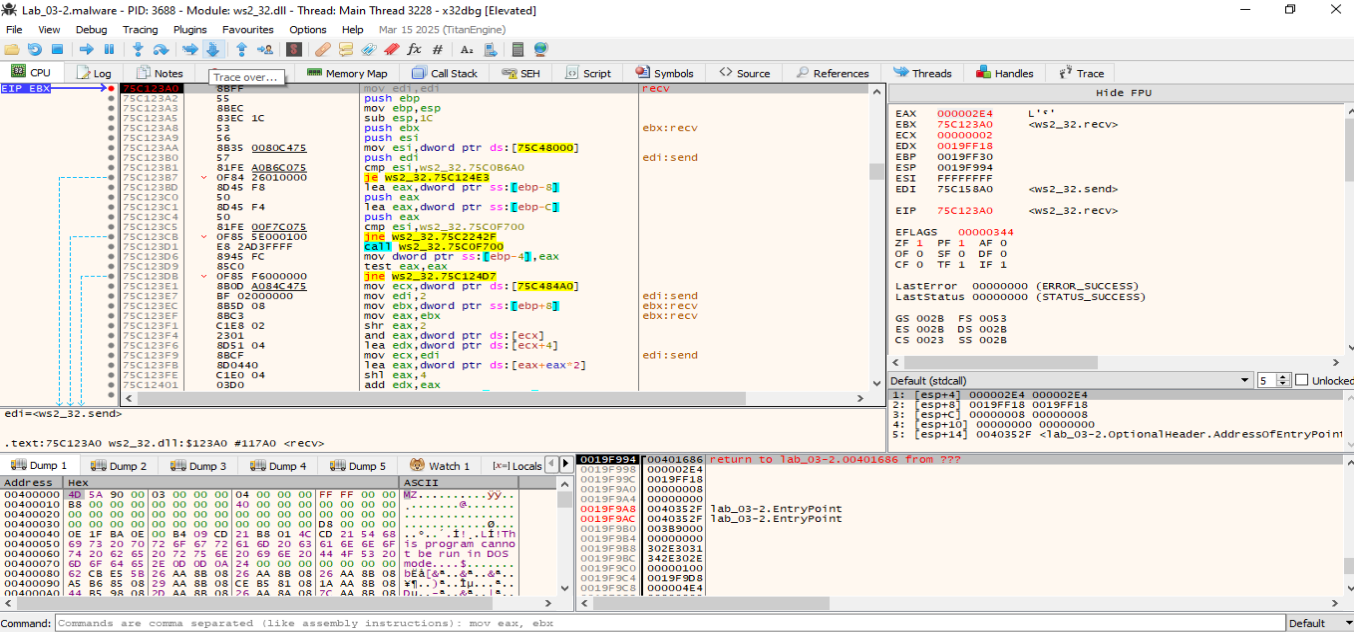 Lab_03-2.malware - PID: 3688 - Module: ws2_32.dll - Thread: Main Thread 3228 - x32dbg [Elevated]
File View Debug Tracing Plugins Favourites Options Help Mar 15 2025 (TitanEngine)
CPU Log Notes Memory Map Call Stack SEH Script Symbols Source References Threads Handles Trace
Trace over...
EIP EBX
75C123A0 8BFF mov edi,edi recv
75C123A2 55 push ebp
75C123A3 8BEC mov ebp,esp
75C123A5 83EC 1C sub esp,1C
75C123A8 53 push ebx ebx:recv
75C123A9 56 push esi
75C123AA 8B35 0080C475 mov esi,dword ptr ds:[75C48000]
75C123B0 57 push edi edi:send
75C123B1 81FE A0B6C075 cmp esi,ws2_32.75C0B6A0
75C123B7 0F84 26010000 je ws2_32.75C124E3
75C123BD 8D45 F8 lea eax,dword ptr ss:[ebp-8]
75C123C0 50 push eax
75C123C1 8D45 F4 lea eax,dword ptr ss:[ebp-C]
75C123C4 50 push eax
75C123C5 81FE 00F7C075 cmp esi,ws2_32.75C0F700
75C123CB 0F85 5E000100 jne ws2_32.75C2242F
75C123D1 E8 2AD3FFFF call ws2_32.75C0F700
75C123D6 8945 FC mov dword ptr ss:[ebp-4],eax
75C123D9 85C0 test eax,eax
75C123DB 0F85 F6000000 jne ws2_32.75C124D7
75C123E1 8B0D A084C475 mov ecx,dword ptr ds:[75C484A0]
75C123E7 BF 02000000 mov edi,2 edi:send
75C123EC 8B5D 08 mov ebx,dword ptr ss:[ebp+8] ebx:recv
75C123EF 8BC3 mov eax,ebx ebx:recv
75C123F1 C1E8 02 shr eax,2
75C123F4 2301 and eax,dword ptr ds:[ecx]
75C123F6 8D51 04 lea edx,dword ptr ds:[ecx+4]
75C123F9 8BCF mov ecx,edi edi:send
75C123FB 8D0440 lea eax,dword ptr ds:[eax+eax*2]
75C123FE C1E0 04 shl eax,4
75C12401 03D0 add edx,eax
Hide FPU
EAX 000002E4 L'ˤ'
EBX 75C123A0 <ws2_32.recv>
ECX 00000002
EDX 0019FF18
EBP 0019FF30
ESP 0019F994
ESI FFFFFFFF
EDI 75C158A0 <ws2_32.send>
EIP 75C123A0 <ws2_32.recv>
EFLAGS 00000344
ZF 1 PF 1 AF 0
OF 0 SF 0 DF 0
CF 0 TF 1 IF 1
LastError 00000000 (ERROR_SUCCESS)
LastStatus 00000000 (STATUS_SUCCESS)
GS 002B FS 0053
ES 002B DS 002B
CS 0023 SS 002B
Default (stdcall) 5 Unlocked
1: [esp+4] 000002E4 000002E4
2: [esp+8] 0019FF18 0019FF18
3: [esp+C] 00000008 00000008
4: [esp+10] 00000000 00000000
5: [esp+14] 0040352F <lab_03-2.OptionalHeader.AddressOfEntryPoint
edi=<ws2_32.send>
.text:75C123A0 ws2_32.dll:$123A0 #117A0 <recv>
Dump 1 Dump 2 Dump 3 Dump 4 Dump 5 Watch 1 [x=] Locals
Address Hex ASCII
00400000 4D 5A 90 00 03 00 00 00 04 00 00 00 FF FF 00 00 MZ..........ÿÿ..
00400010 B8 00 00 00 00 00 00 00 40 00 00 00 00 00 00 00 ¸.......@.......
00400020 00 00 00 00 00 00 00 00 00 00 00 00 00 00 00 00 ................
00400030 00 00 00 00 00 00 00 00 00 00 00 00 D8 00 00 00 ............Ø...
00400040 0E 1F BA 0E 00 B4 09 CD 21 B8 01 4C CD 21 54 68 ..º..´.Í!¸.LÍ!Th
00400050 69 73 20 70 72 6F 67 72 61 6D 20 63 61 6E 6E 6F is program canno
00400060 74 20 62 65 20 72 75 6E 20 69 6E 20 44 4F 53 20 t be run in DOS
00400070 6D 6F 64 65 2E 0D 0D 0A 24 00 00 00 00 00 00 00 mode....$.......
00400080 62 CB E5 5B 26 AA 8B 08 26 AA 8B 08 26 AA 8B 08 bËå[&ª..&ª..&ª..
00400090 A5 B6 85 08 29 AA 8B 08 CE B5 81 08 1A AA 8B 08 ¥¶..)ª..Îµ...ª..
004000A0 44 B5 98 08 2D AA 8B 08 26 AA 8A 08 7C AA 8B 08 Dµ..-ª..&ª..|ª..
0019F994 00401686 return to lab_03-2.00401686 from ???
0019F998 000002E4
0019F99C 0019FF18
0019F9A0 00000008
0019F9A4 00000000
0019F9A8 0040352F lab_03-2.EntryPoint
0019F9AC 0040352F lab_03-2.EntryPoint
0019F9B0 003B9000
0019F9B4 00000000
0019F9B8 302E3031
0019F9BC 342E302E
0019F9C0 00000100
0019F9C4 0019F9D8
0019F9C8 000004E4
Command: Commands are comma separated (like assembly instructions): mov eax, ebx Default